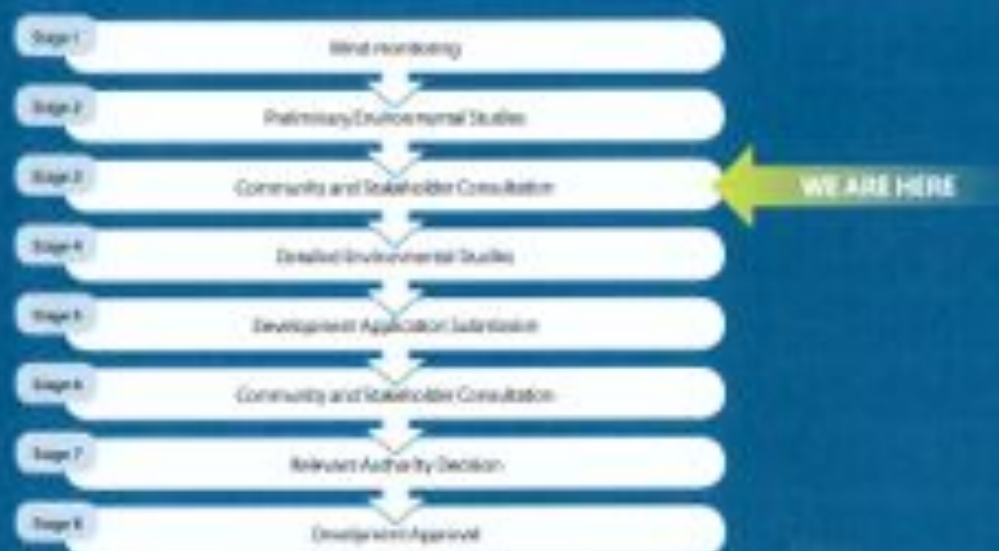 Stage 1
Wind monitoring
Stage 2
Preliminary Environmental Studies
Stage 3
Community and Stakeholder Consultation
WE ARE HERE
Stage 4
Detailed Environmental Studies
Stage 5
Development Application Submission
Stage 6
Community and Stakeholder Consultation
Stage 7
Relevant Authority Decision
Stage 8
Development Approval